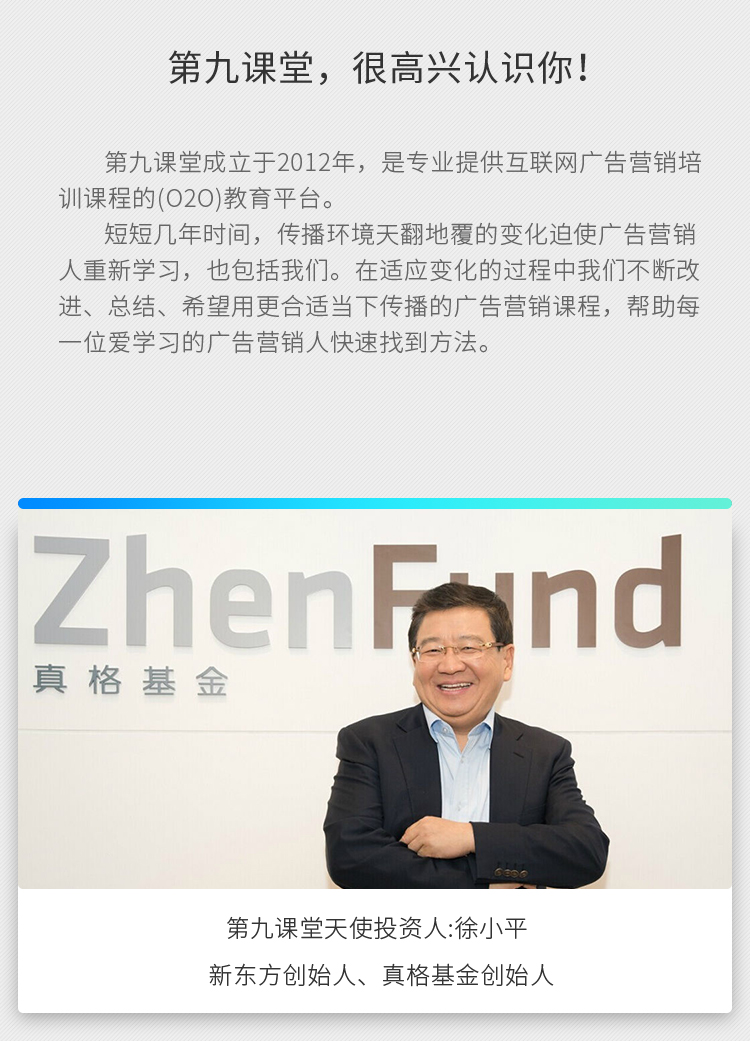 第九课堂，很高兴认识你！
第九课堂成立于2012年，是专业提供互联网广告营销培
训课程的(O2O)教育平台。
短短几年时间，传播环境天翻地覆的变化迫使广告营销
人重新学习，也包括我们。在适应变化的过程中我们不断改
进、总结、希望用更合适当下传播的广告营销课程，帮助每
一位爱学习的广告营销人快速找到方法。
ZhenFund
真格基金
第九课堂天使投资人:徐小平
新东方创始人、真格基金创始人